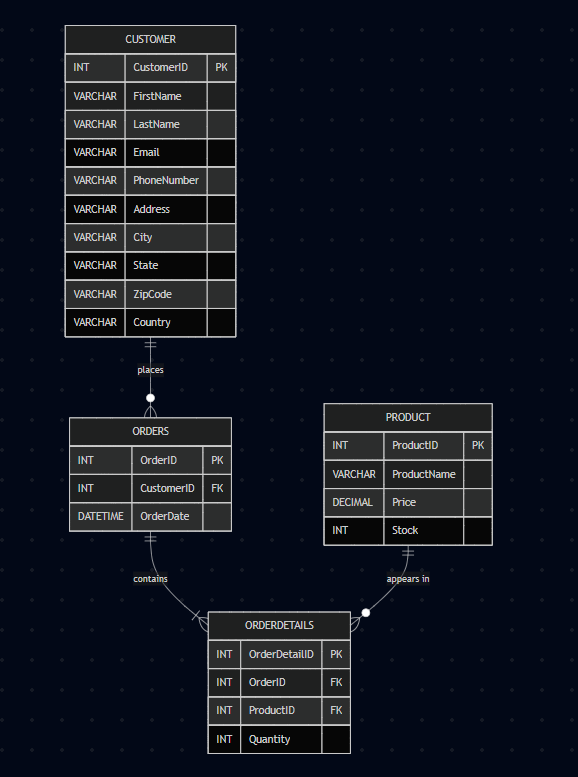 CUSTOMER
INT CustomerID PK
VARCHAR FirstName
VARCHAR LastName
VARCHAR Email
VARCHAR PhoneNumber
VARCHAR Address
VARCHAR City
VARCHAR State
VARCHAR ZipCode
VARCHAR Country
places
ORDERS
INT OrderID PK
INT CustomerID FK
DATETIME OrderDate
PRODUCT
INT ProductID PK
VARCHAR ProductName
DECIMAL Price
INT Stock
contains
appears in
ORDERDETAILS
INT OrderDetailID PK
INT OrderID FK
INT ProductID FK
INT Quantity